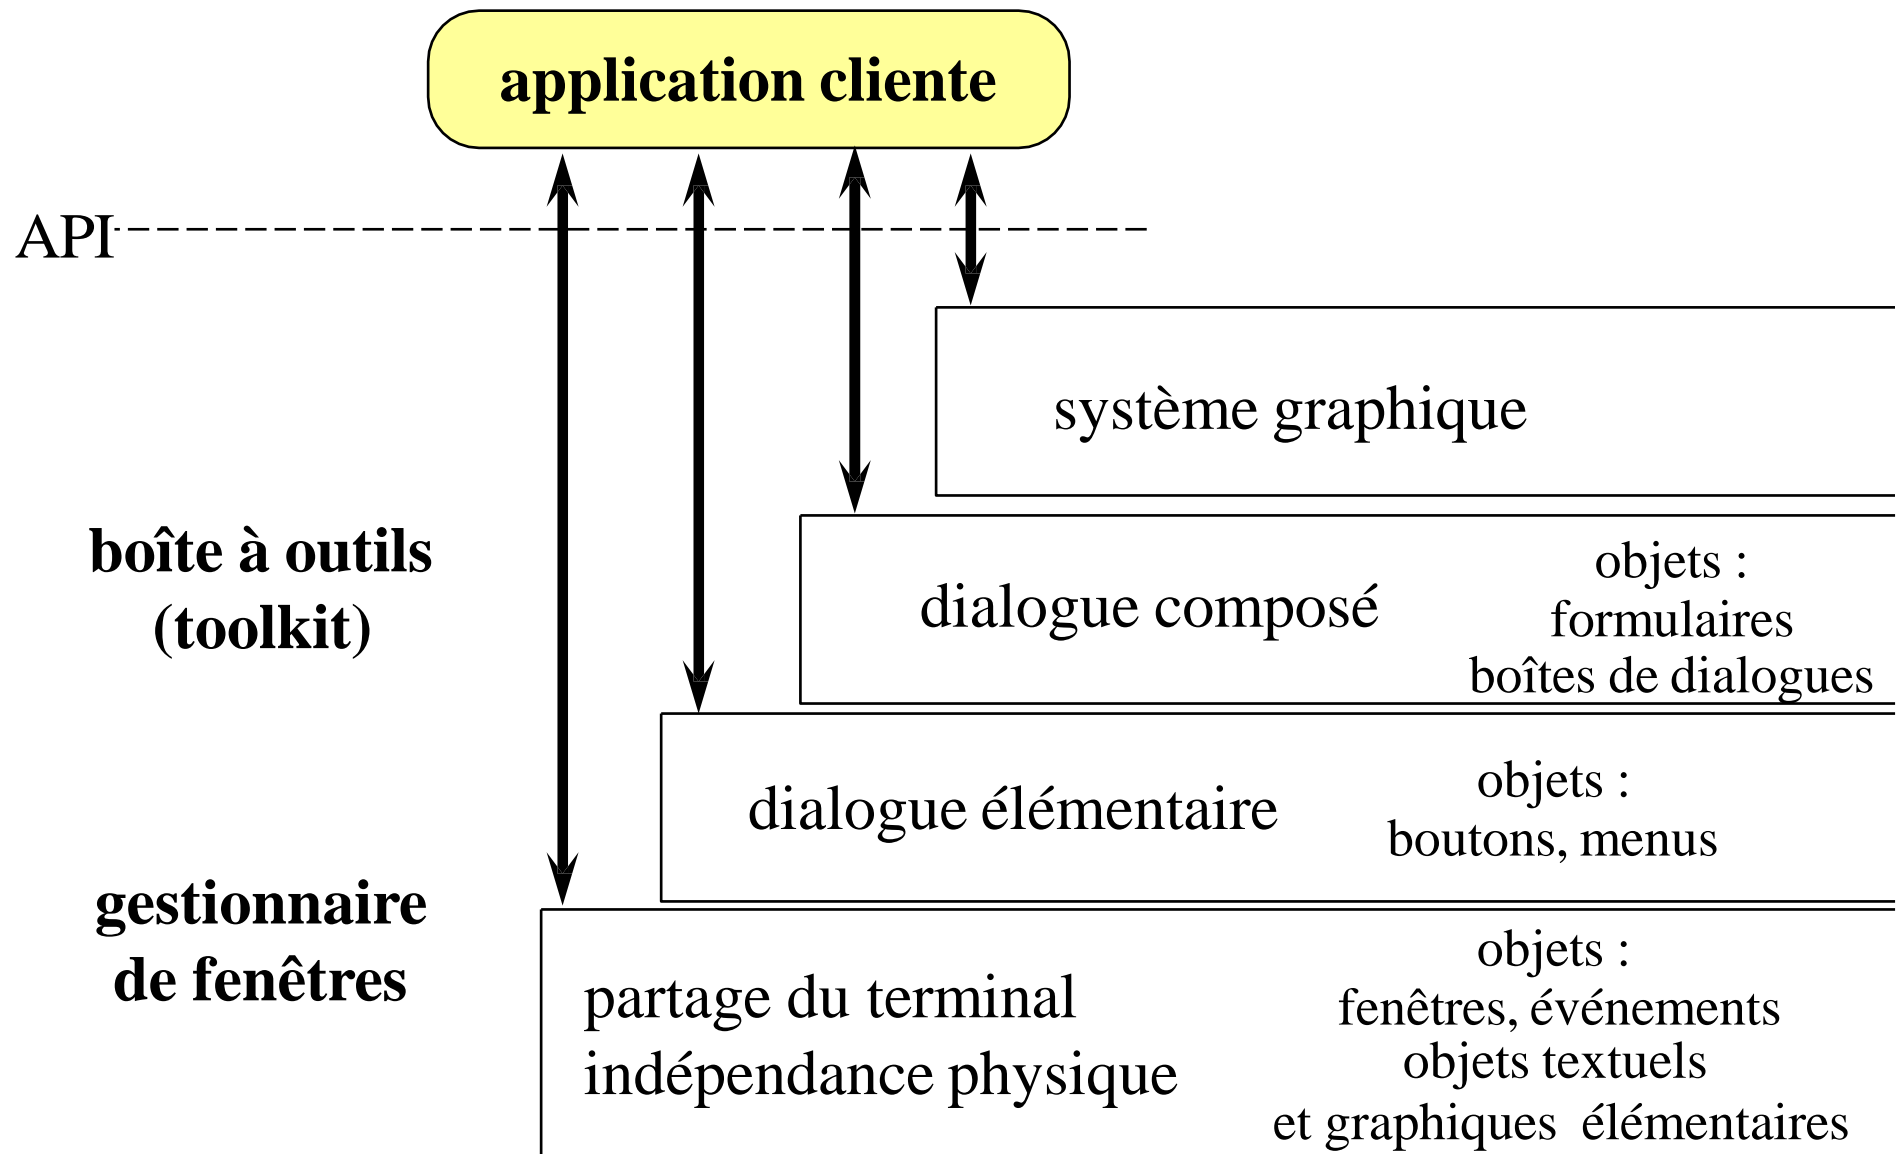 application cliente
API
système graphique
boîte à outils
(toolkit)
dialogue composé
objets :
formulaires
boîtes de dialogues
dialogue élémentaire
objets :
boutons, menus
gestionnaire
de fenêtres
partage du terminal
indépendance physique
objets :
fenêtres, événements
objets textuels
et graphiques élémentaires